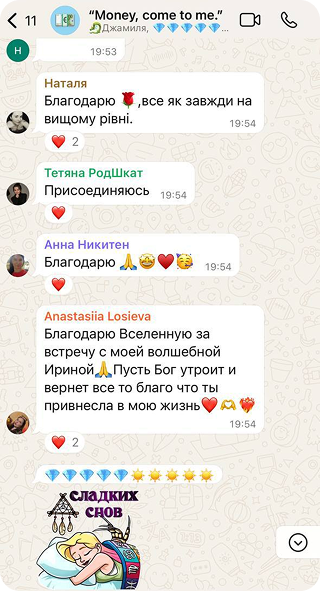 11
“Money, come to me.”
Джамиля, 💎💎💎💎💎...
H
19:53
Наталя
Благодарю 🌹,все як завжди на
вищому рівні.
19:54
❤️ 2
Тетяна РодШкат
Присоединяюсь
19:54
❤️
Анна Никитен
Благодарю 🙏🤩♥️🥳
19:54
❤️
Anastasiia Losieva
Благодарю Вселенную за
встречу с моей волшебной
Ириной🙏Пусть Бог утроит и
вернет все то благо что ты
привнесла в мою жизнь♥️🫶❤️‍🔥
19:54
❤️ 2
💎💎💎💎💎☀️☀️☀️☀️☀️
СЛАДКИХ
СНОВ